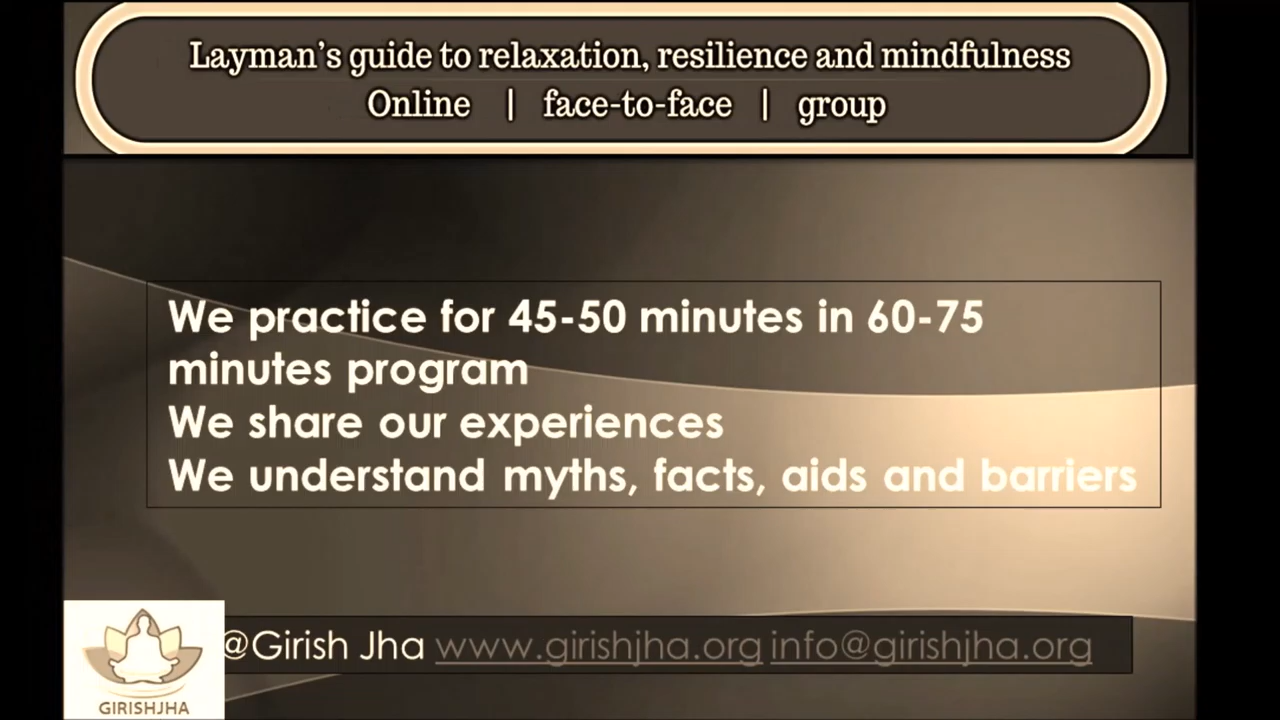 Layman's guide to relaxation, resilience and mindfulness
Online | face-to-face | group
We practice for 45-50 minutes in 60-75
minutes program
We share our experiences
We understand myths, facts, aids and barriers
@Girish Jha www.girishjha.org info@girishjha.org
GIRISHJHA